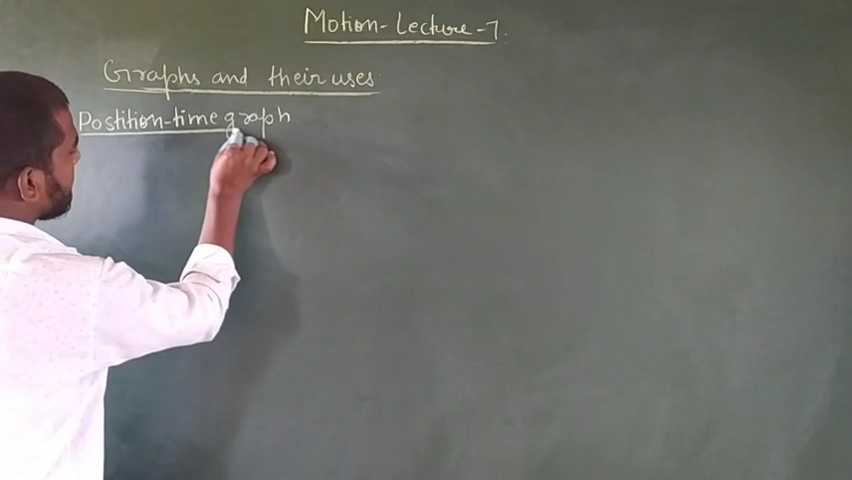 Motion-Lecture-7.
Graphs and their uses
Postition-time graph